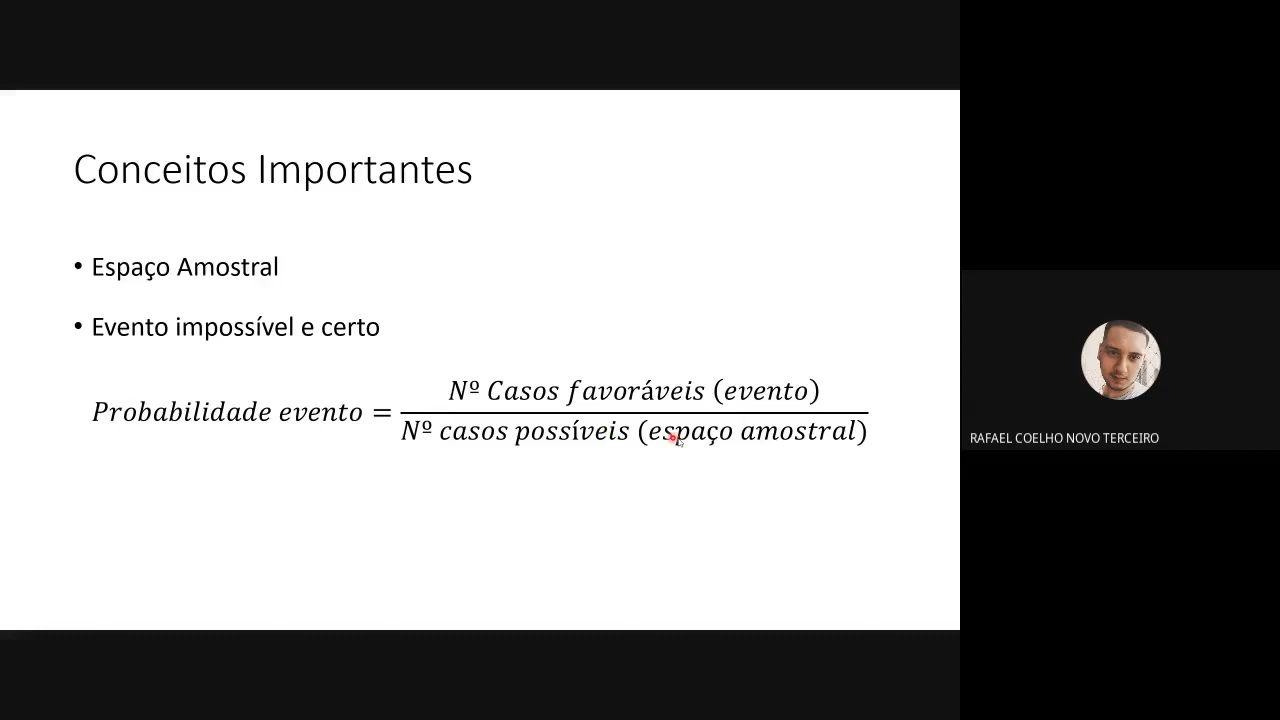 Conceitos Importantes
• Espaço Amostral
• Evento impossível e certo
Probabilidade evento = Nº Casos favoráveis (evento)
Nº casos possíveis (espaço amostral)
RAFAEL COELHO NOVO TERCEIRO